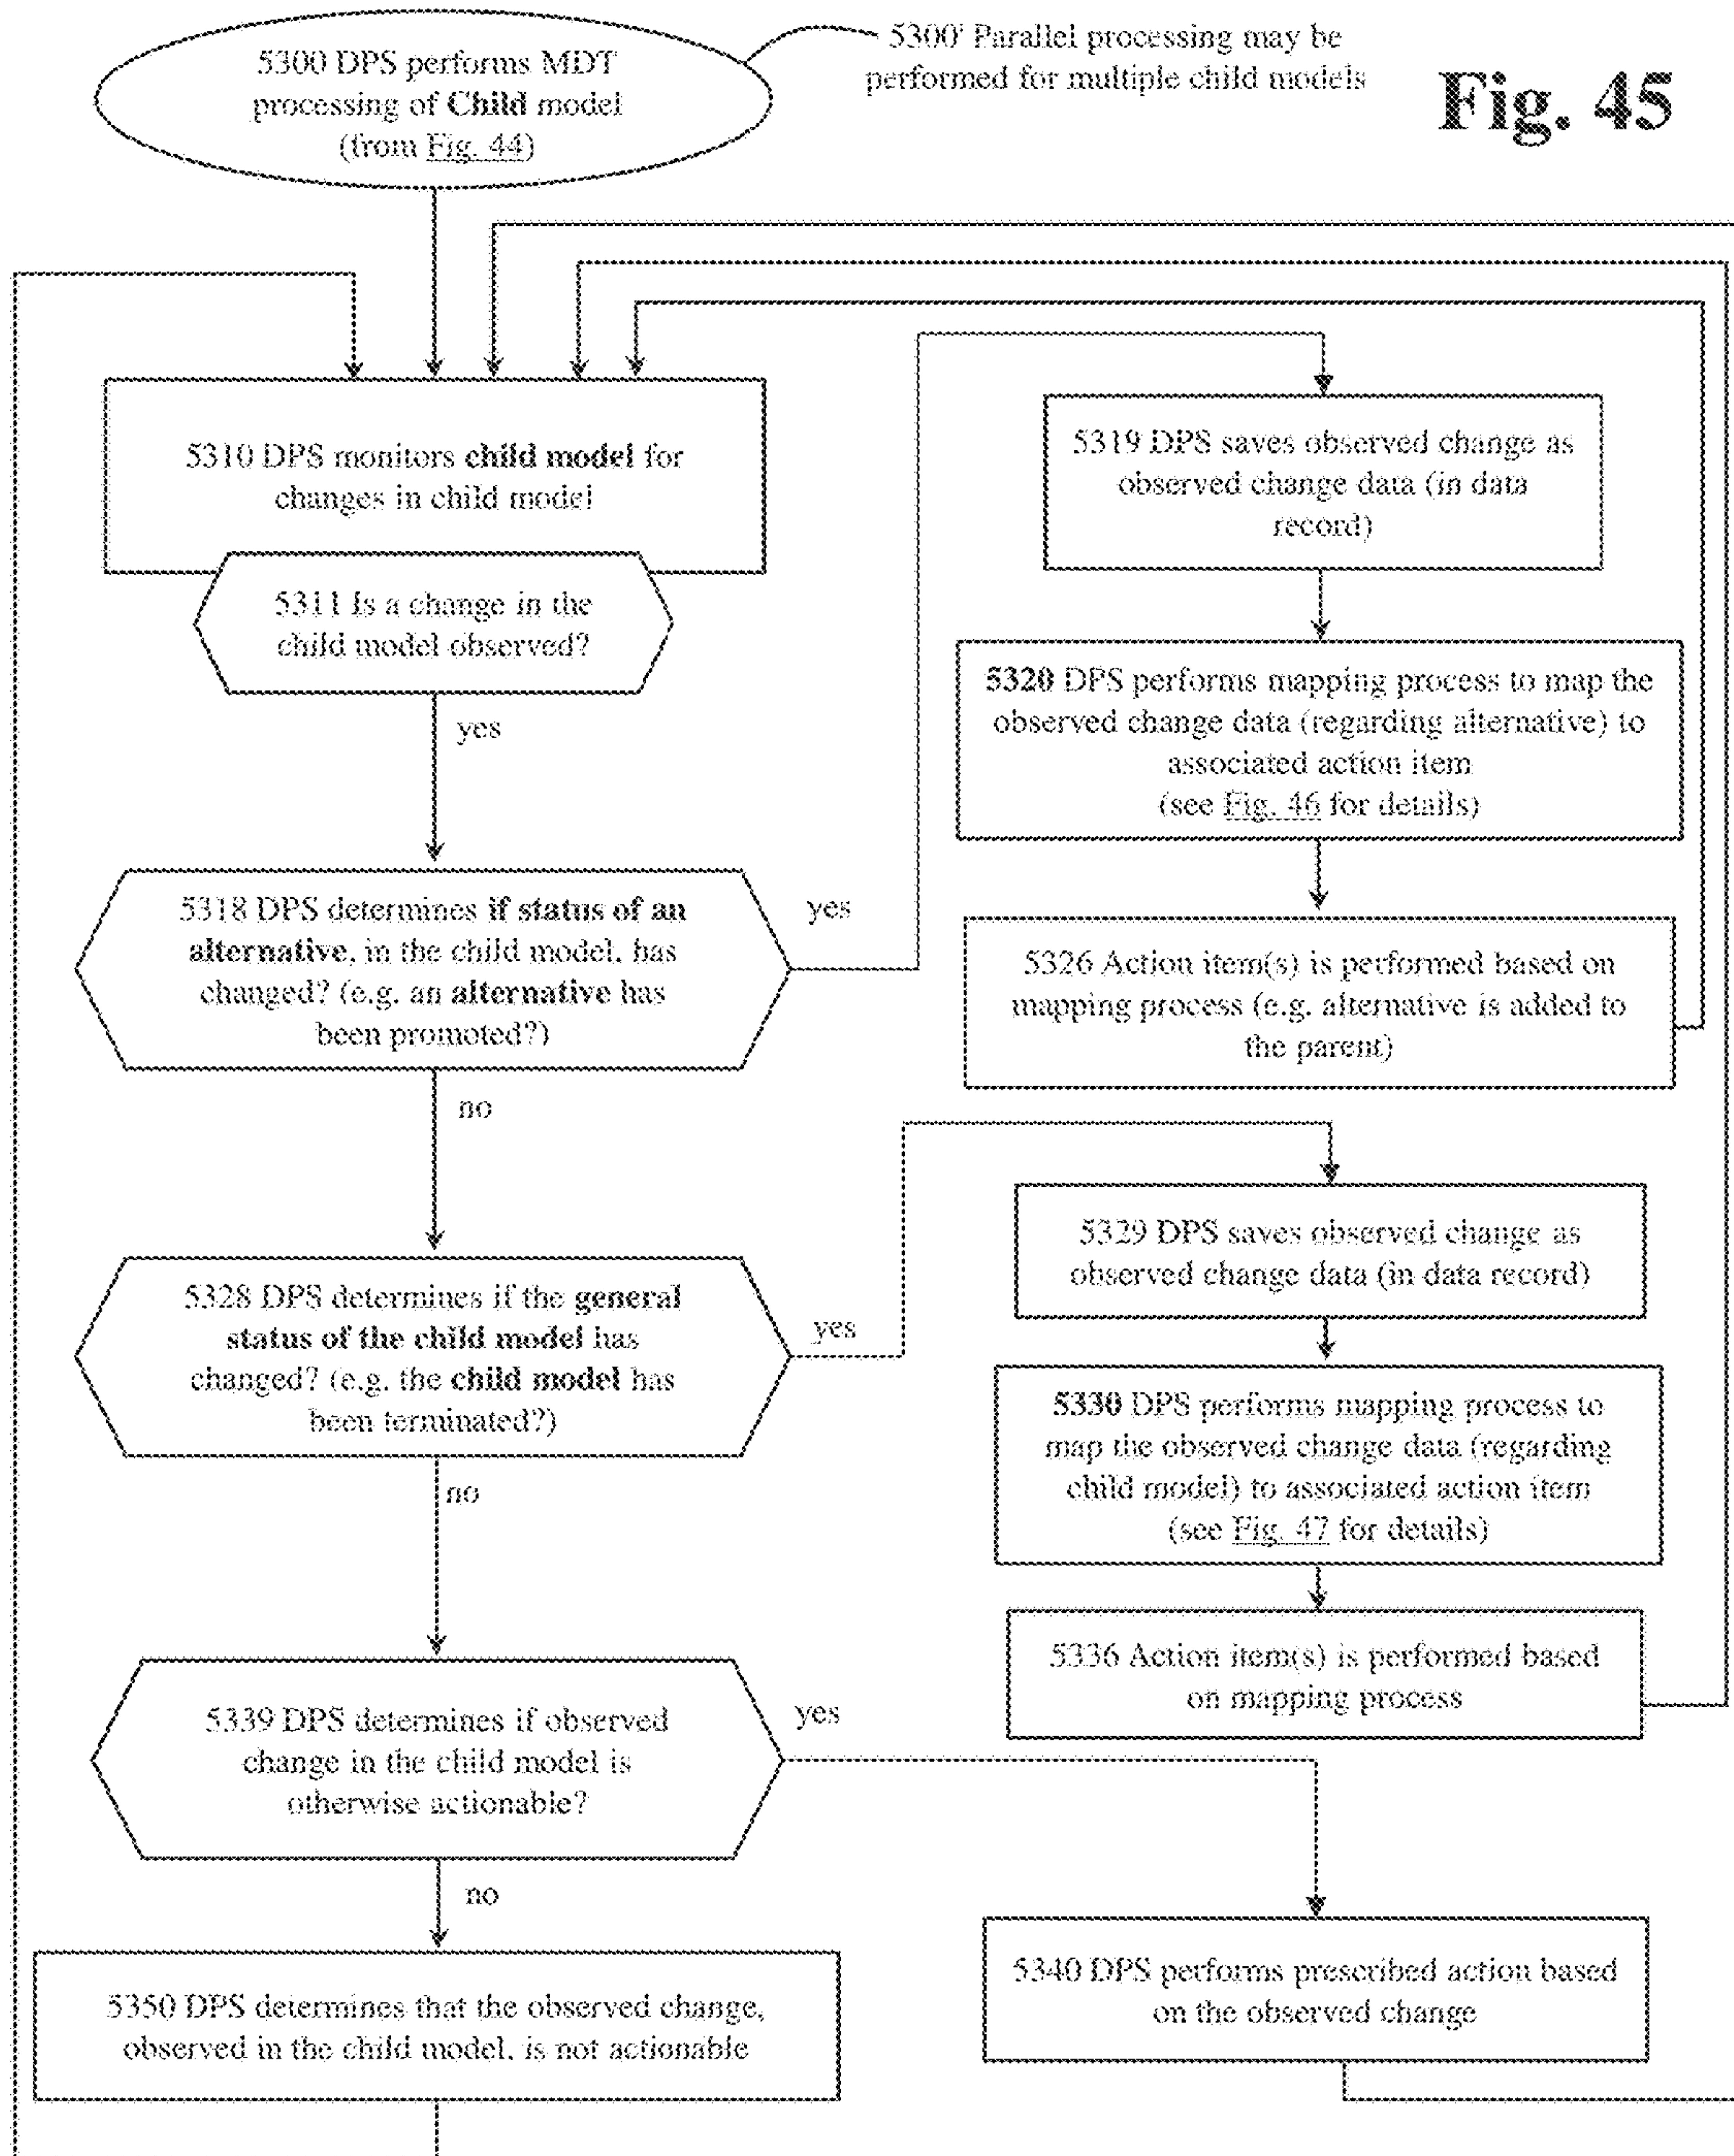 5300 DPS performs MDT
processing of Child model
(from Fig. 44)
5300' Parallel processing may be
performed for multiple child models
Fig. 45
5310 DPS monitors child model for
changes in child model
5311 Is a change in the
child model observed?
yes
5318 DPS determines if status of an
alternative, in the child model, has
changed? (e.g. an alternative has
been promoted?)
yes
no
5319 DPS saves observed change as
observed change data (in data
record)
5320 DPS performs mapping process to map the
observed change data (regarding alternative) to
associated action item
(see Fig. 46 for details)
5326 Action item(s) is performed based on
mapping process (e.g. alternative is added to
the parent)
5328 DPS determines if the general
status of the child model has
changed? (e.g. the child model has
been terminated?)
yes
no
5329 DPS saves observed change as
observed change data (in data record)
5330 DPS performs mapping process to
map the observed change data (regarding
child model) to associated action item
(see Fig. 47 for details)
5336 Action item(s) is performed based
on mapping process
5339 DPS determines if observed
change in the child model is
otherwise actionable?
yes
no
5340 DPS performs prescribed action based
on the observed change
5350 DPS determines that the observed change,
observed in the child model, is not actionable